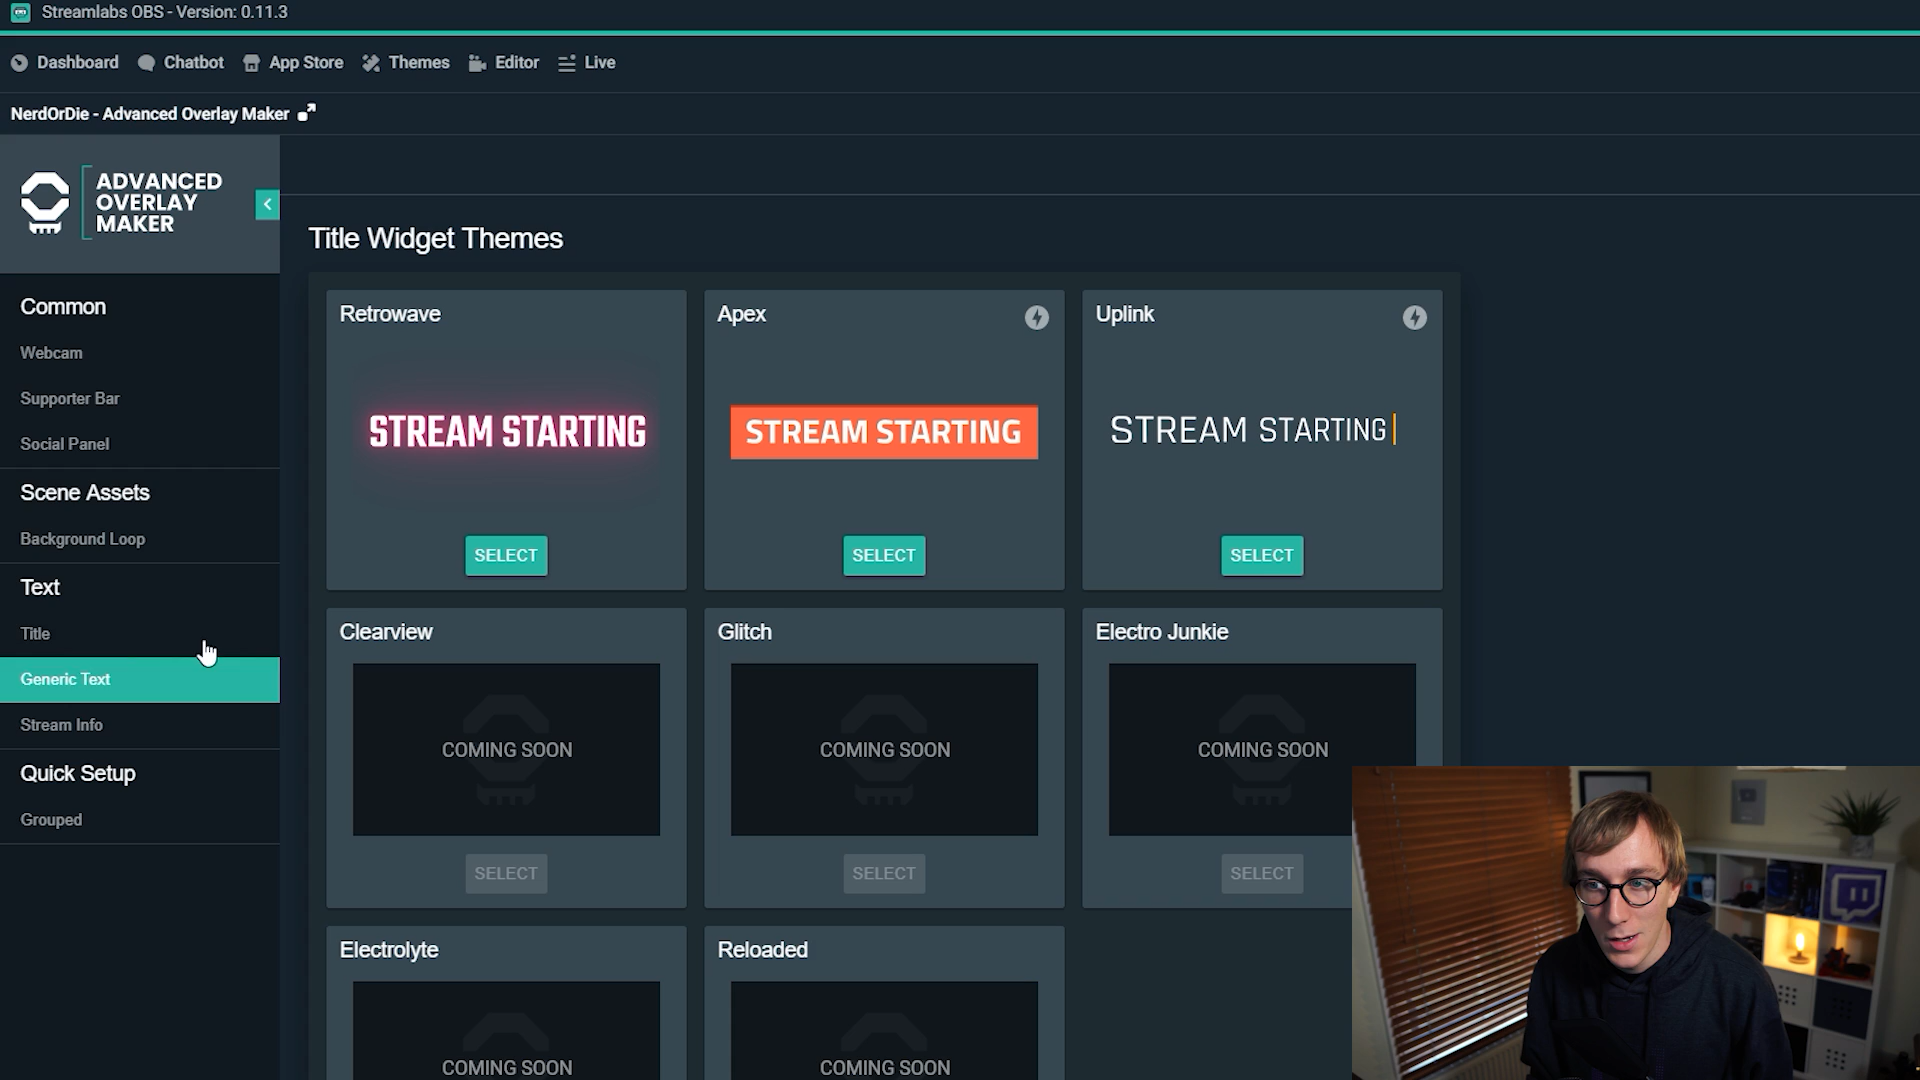 Streamlabs OBS - Version: 0.11.3
Dashboard Chatbot App Store Themes Editor Live
NerdOrDie - Advanced Overlay Maker
ADVANCED
OVERLAY
MAKER
Common
Webcam
Supporter Bar
Social Panel
Scene Assets
Background Loop
Text
Title
Generic Text
Stream Info
Quick Setup
Grouped
Title Widget Themes
Retrowave
STREAM STARTING
SELECT
Apex
STREAM STARTING
SELECT
Uplink
STREAM STARTING
SELECT
Clearview
COMING SOON
SELECT
Glitch
COMING SOON
SELECT
Electro Junkie
COMING SOON
SELECT
Electrolyte
COMING SOON
Reloaded
COMING SOON